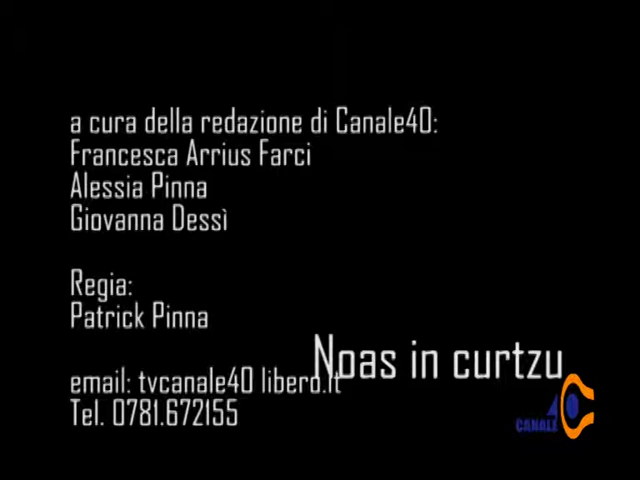 a cura della redazione di Canale40:
Francesca Arrius Farci
Alessia Pinna
Giovanna Dessì
Regia:
Patrick Pinna
Noas in curtzu
email: tvcanale40 libero.it
Tel. 0781.672155
40
CANALE